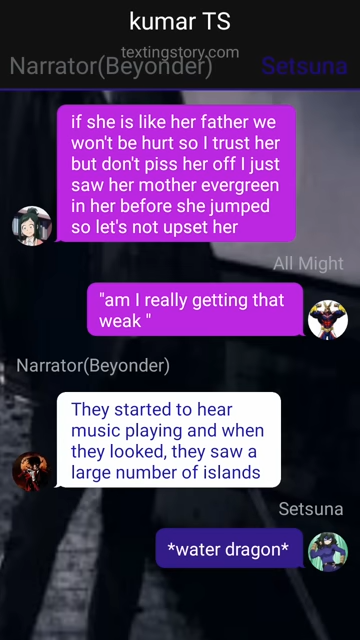 kumar TS
textingstory.com
Narrator(Beyonder)
Setsuna
if she is like her father we
won't be hurt so I trust her
but don't piss her off I just
saw her mother evergreen
in her before she jumped
so let's not upset her
All Might
"am I really getting that
weak "
Narrator(Beyonder)
They started to hear
music playing and when
they looked, they saw a
large number of islands
Setsuna
*water dragon*